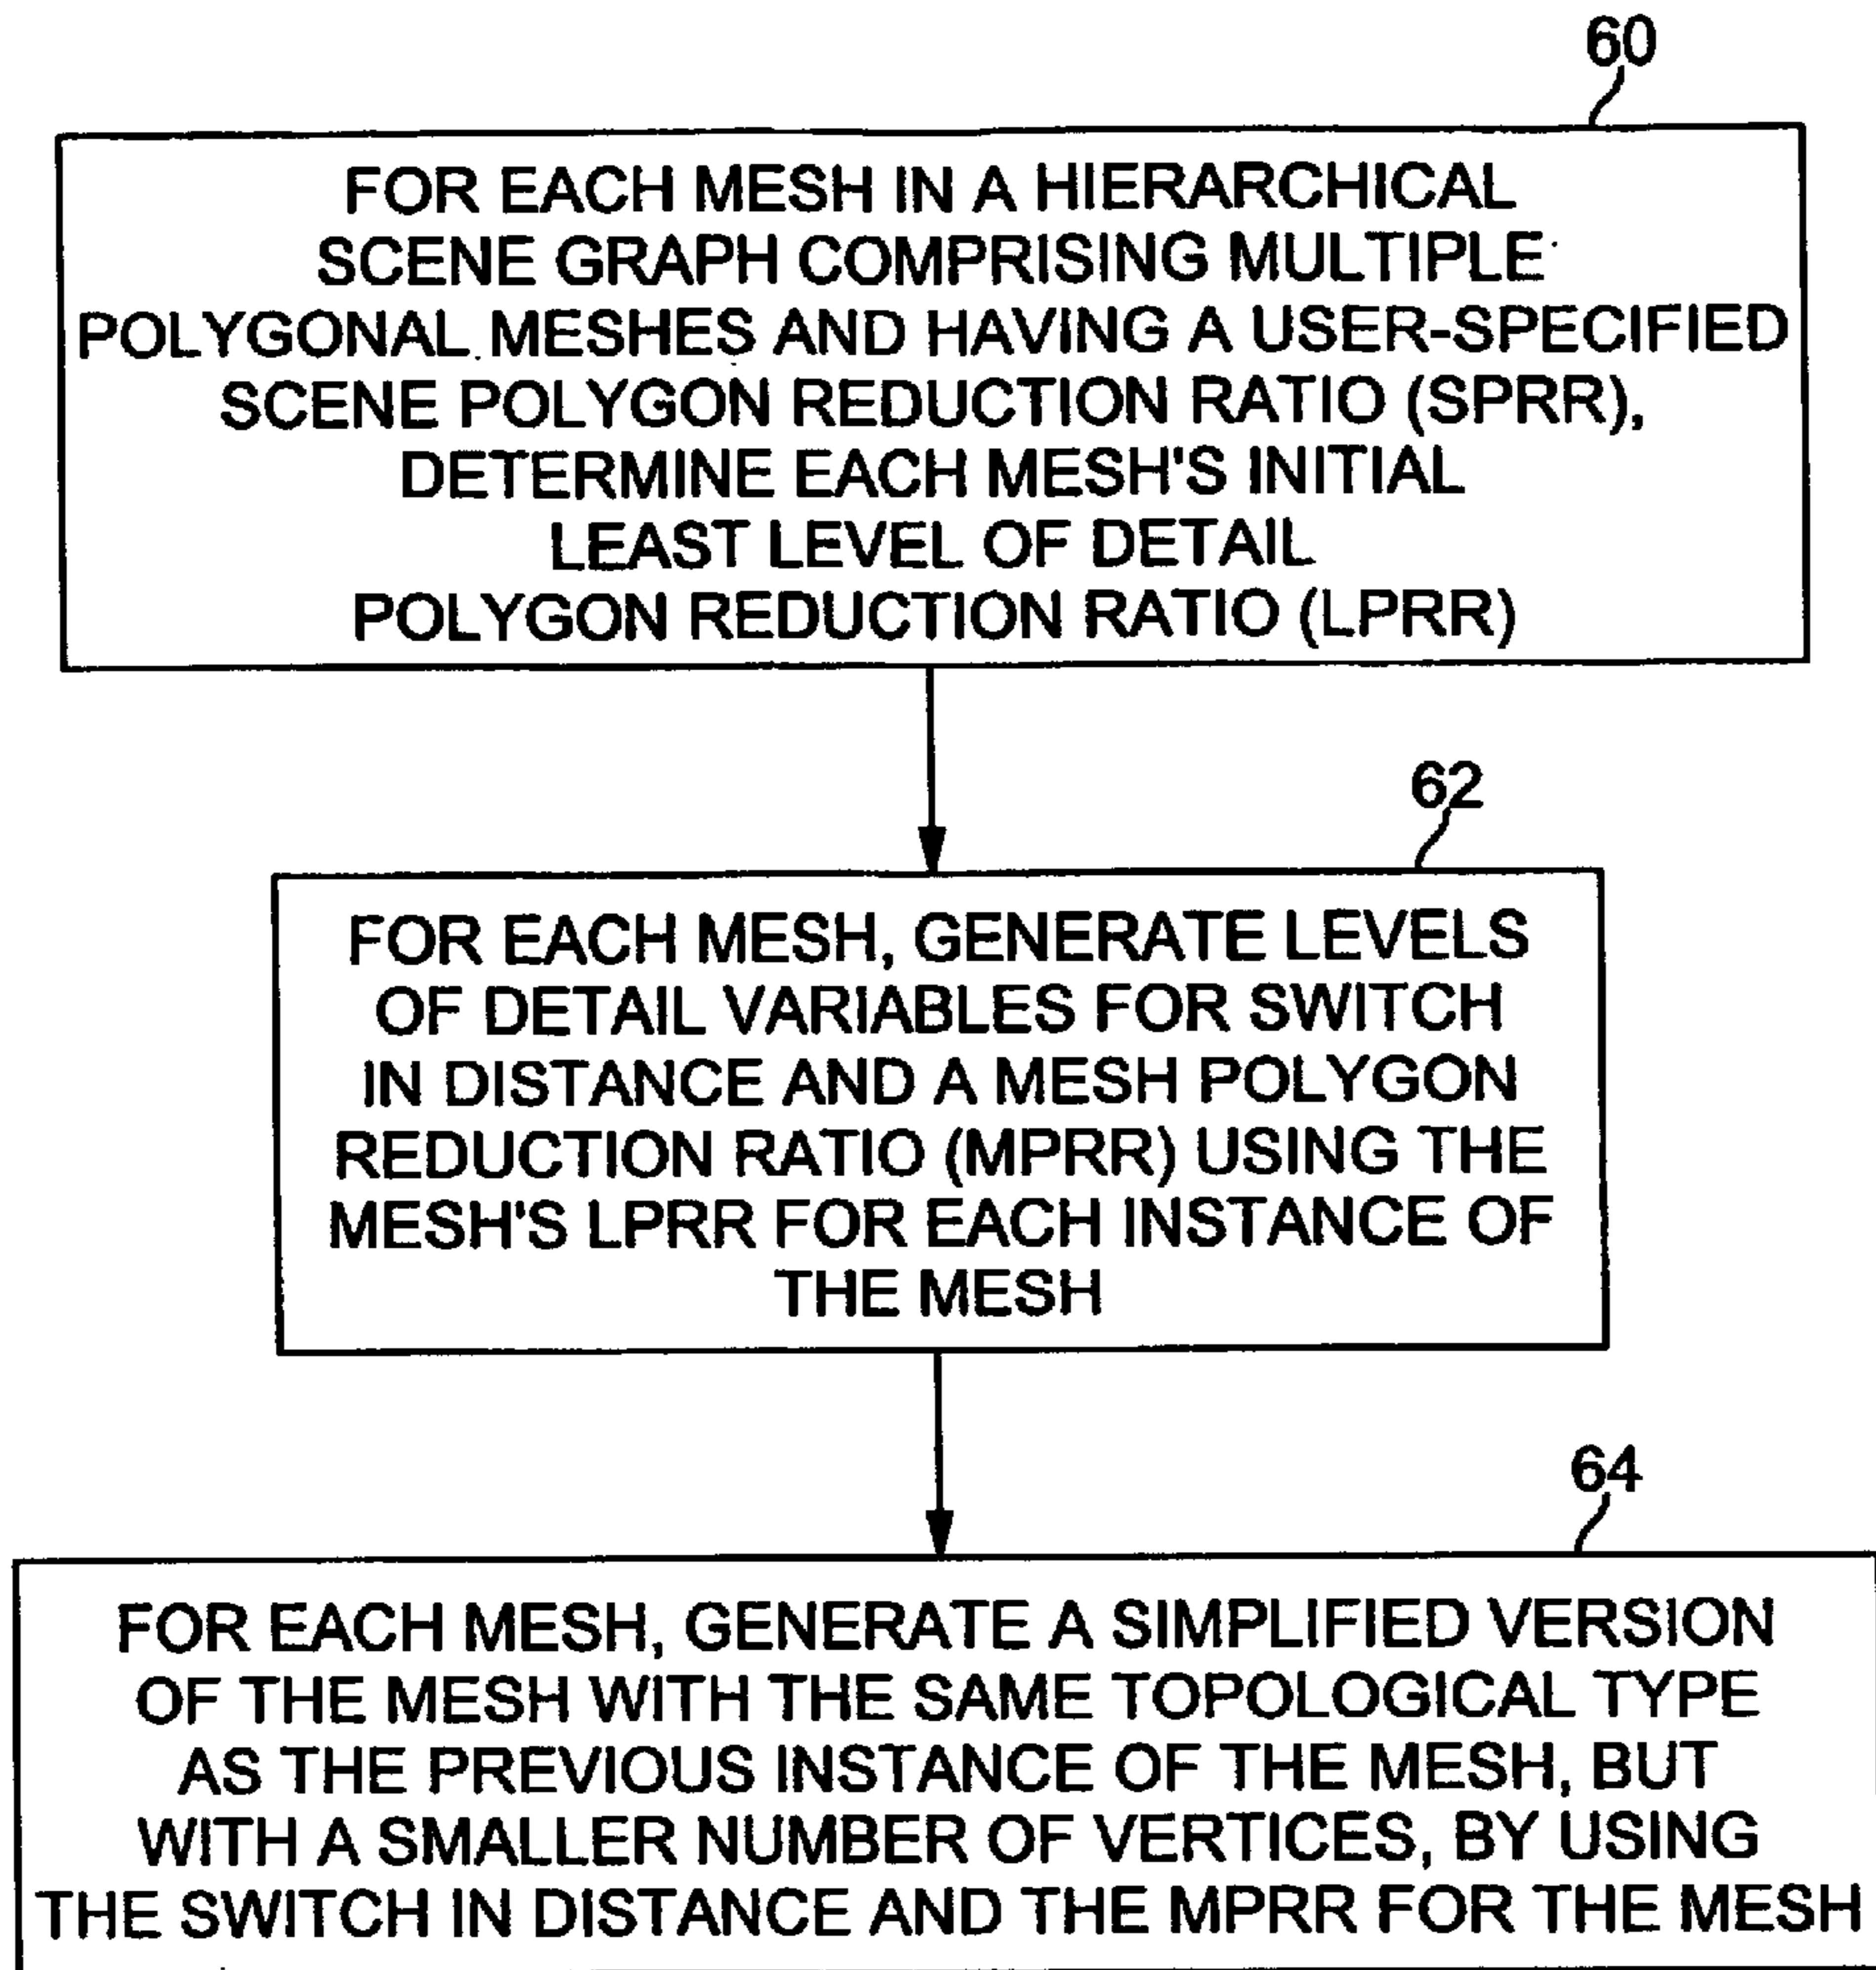 60
FOR EACH MESH IN A HIERARCHICAL
SCENE GRAPH COMPRISING MULTIPLE
POLYGONAL MESHES AND HAVING A USER-SPECIFIED
SCENE POLYGON REDUCTION RATIO (SPRR),
DETERMINE EACH MESH'S INITIAL
LEAST LEVEL OF DETAIL
POLYGON REDUCTION RATIO (LPRR)
62
FOR EACH MESH, GENERATE LEVELS
OF DETAIL VARIABLES FOR SWITCH
IN DISTANCE AND A MESH POLYGON
REDUCTION RATIO (MPRR) USING THE
MESH'S LPRR FOR EACH INSTANCE OF
THE MESH
64
FOR EACH MESH, GENERATE A SIMPLIFIED VERSION
OF THE MESH WITH THE SAME TOPOLOGICAL TYPE
AS THE PREVIOUS INSTANCE OF THE MESH, BUT
WITH A SMALLER NUMBER OF VERTICES, BY USING
THE SWITCH IN DISTANCE AND THE MPRR FOR THE MESH